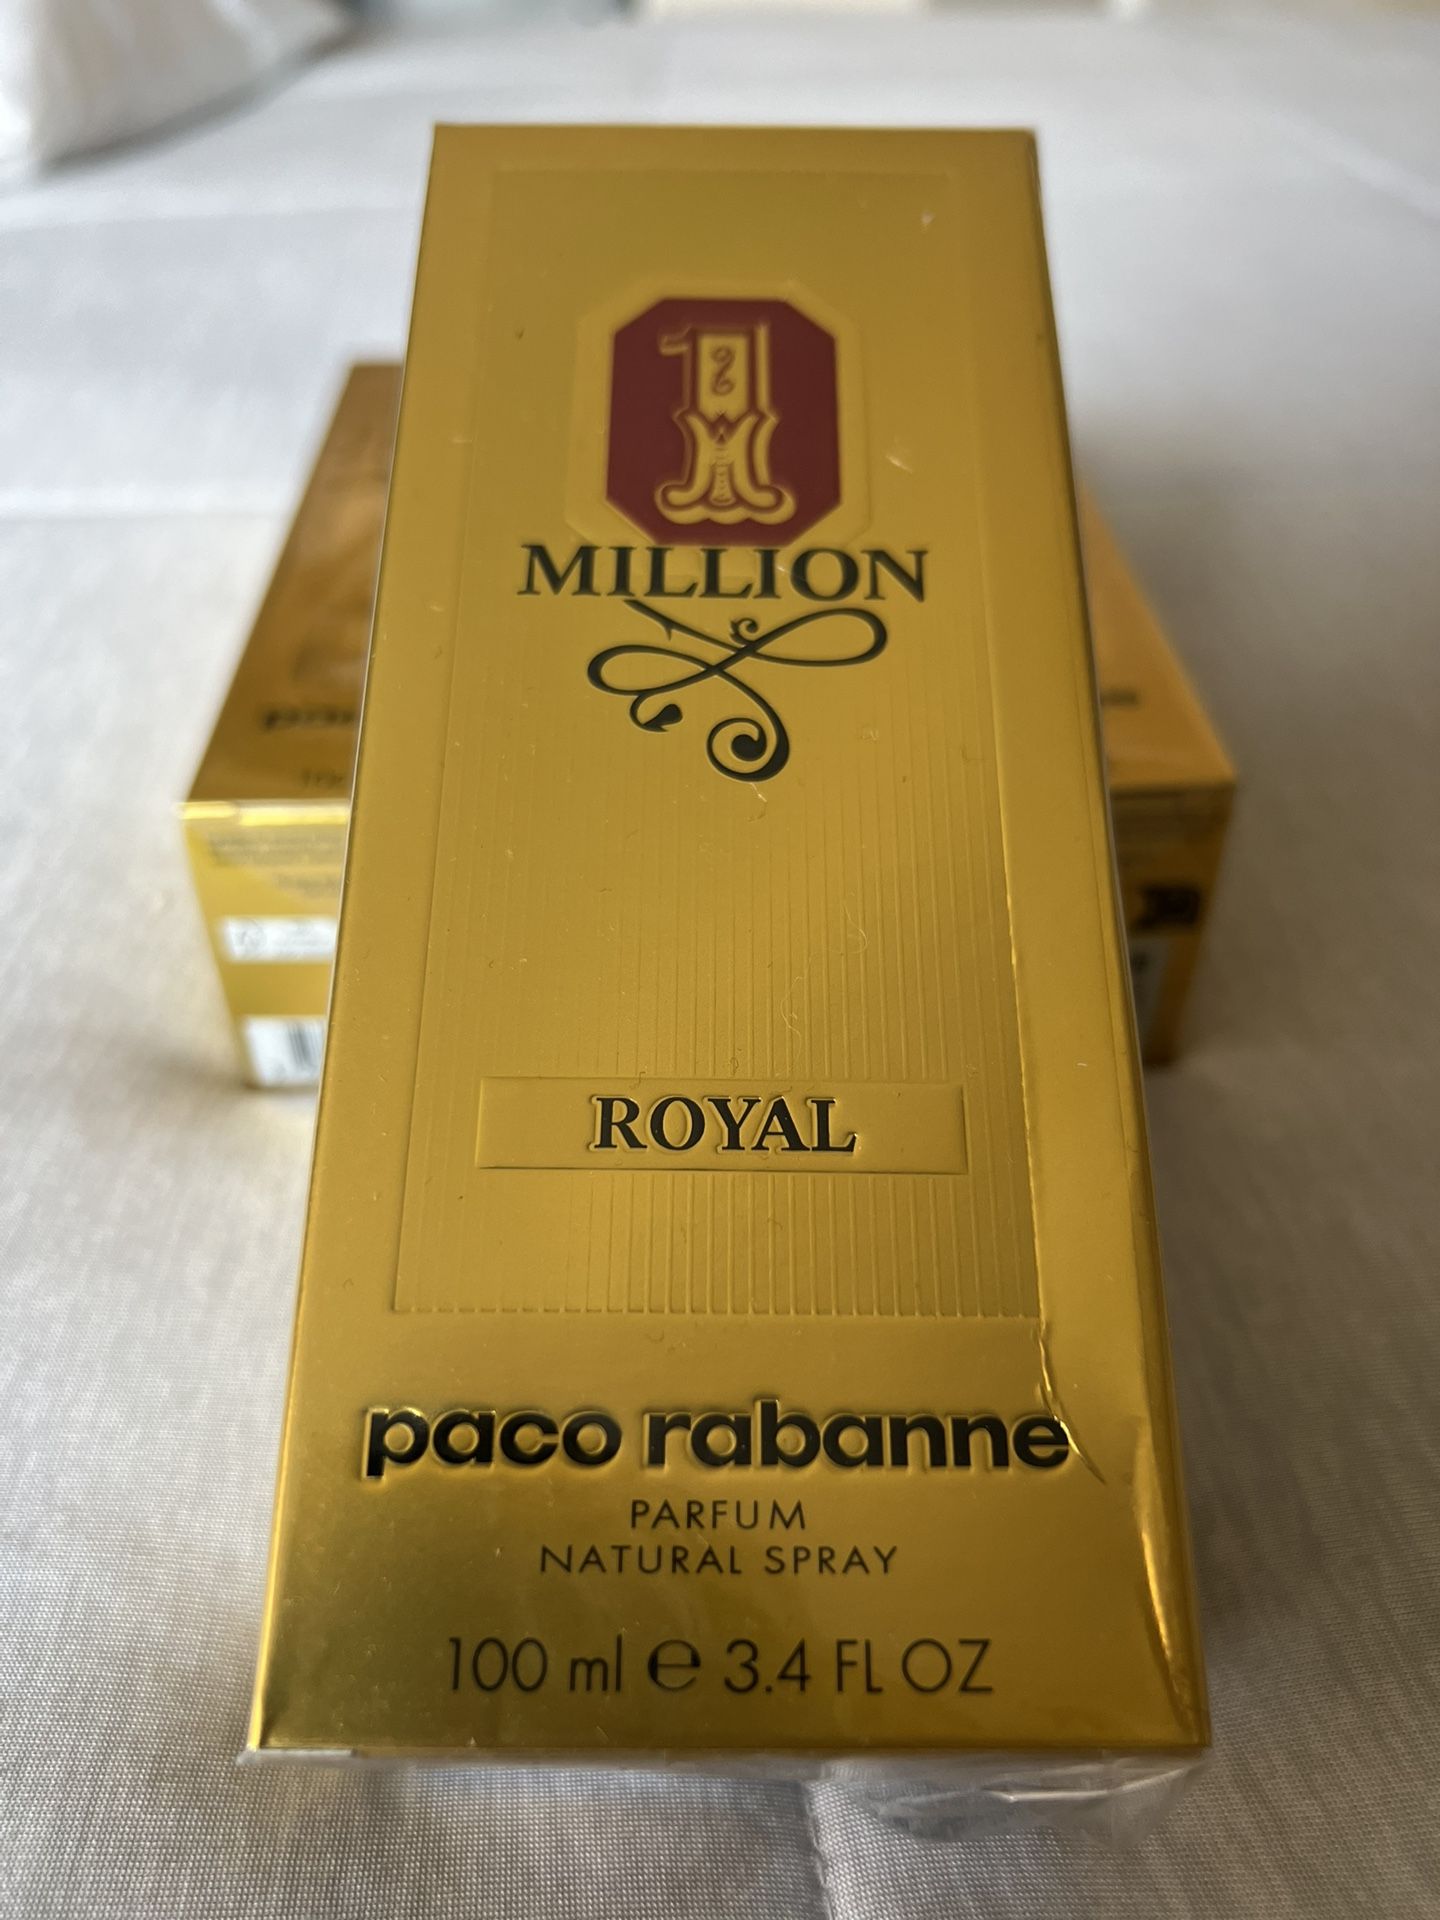 1
MILLION
ROYAL
paco rabanne
PARFUM
NATURAL SPRAY
100 ml ℮ 3.4 FL OZ